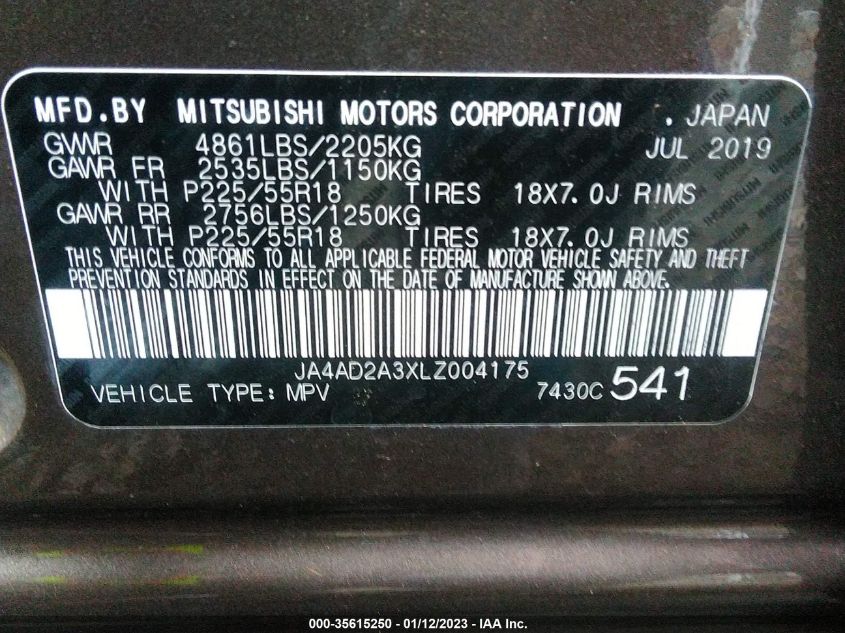 MFD.BY MITSUBISHI MOTORS CORPORATION . JAPAN
GVWR 4861LBS/2205KG JUL 2019
GAWR FR 2535LBS/1150KG
WITH P225/55R18 TIRES 18X7.0J RIMS
GAWR RR 2756LBS/1250KG
WITH P225/55R18 TIRES 18X7.0J RIMS
THIS VEHICLE CONFORMS TO ALL APPLICABLE FEDERAL MOTOR VEHICLE SAFETY AND THEFT
PREVENTION STANDARDS IN EFFECT ON THE DATE OF MANUFACTURE SHOWN ABOVE.
JA4AD2A3XLZ004175
VEHICLE TYPE: MPV 7430C 541
000-35615250 - 01/12/2023 - IAA Inc.